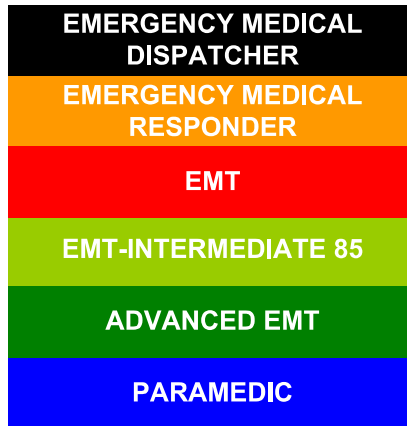 EMERGENCY MEDICAL
DISPATCHER
EMERGENCY MEDICAL
RESPONDER
EMT
EMT-INTERMEDIATE 85
ADVANCED EMT
PARAMEDIC